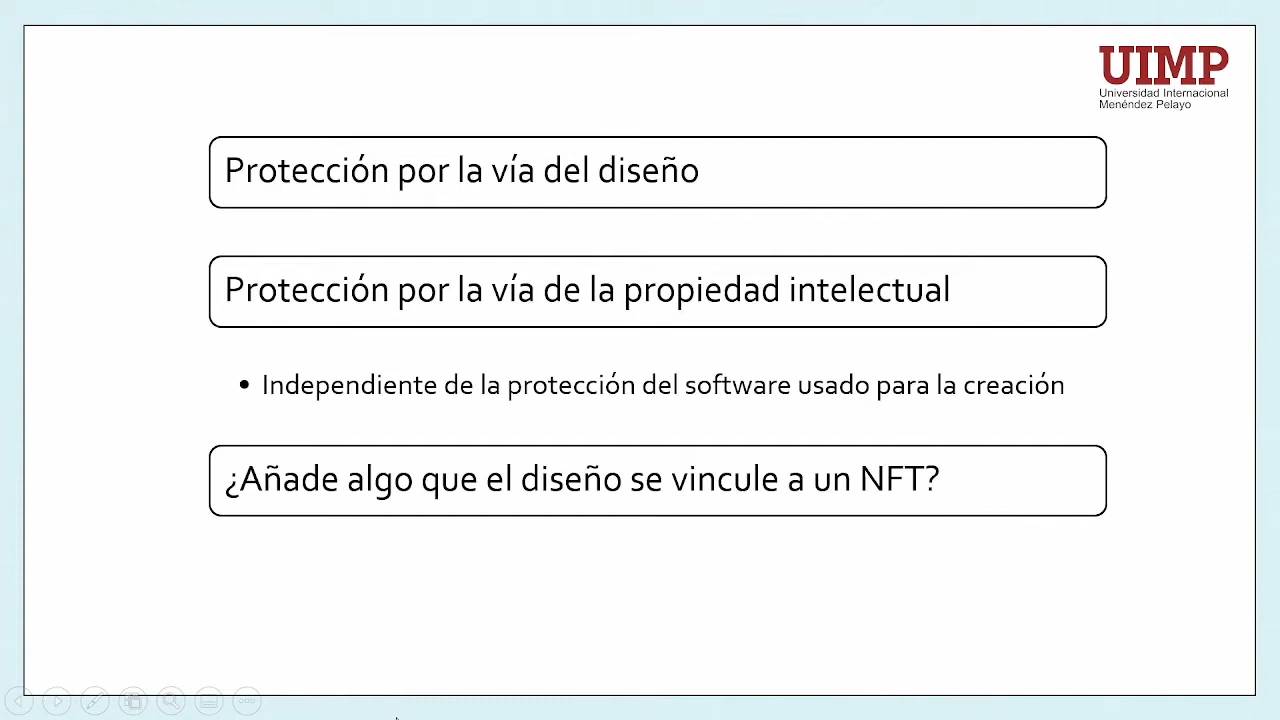 UIMP
Universidad Internacional
Menéndez Pelayo
Protección por la vía del diseño
Protección por la vía de la propiedad intelectual
• Independiente de la protección del software usado para la creación
¿Añade algo que el diseño se vincule a un NFT?